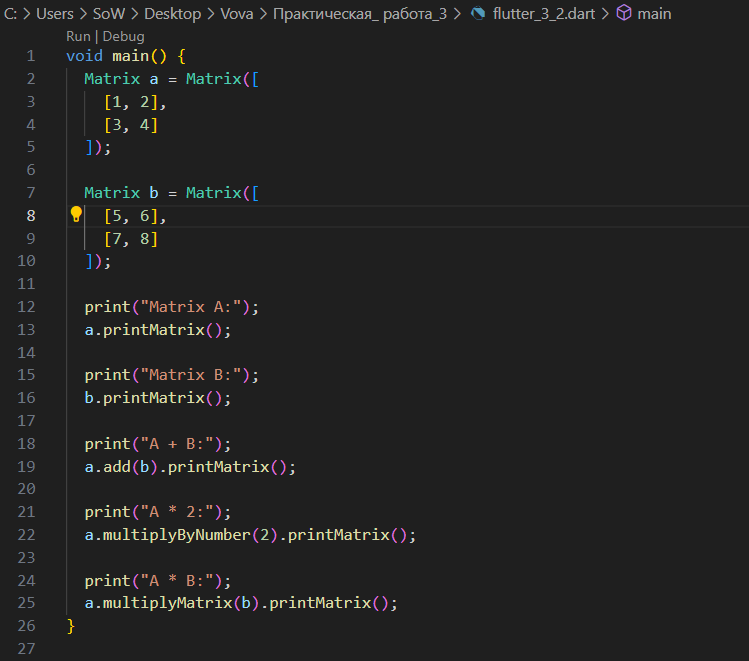 C: > Users > SoW > Desktop > Vova > Практическая_ работа_3 > flutter_3_2.dart > main
Run | Debug
1 void main() {
2   Matrix a = Matrix([
3     [1, 2],
4     [3, 4]
5   ]);
6
7   Matrix b = Matrix([
8     [5, 6],
9     [7, 8]
10   ]);
11
12   print("Matrix A:");
13   a.printMatrix();
14
15   print("Matrix B:");
16   b.printMatrix();
17
18   print("A + B:");
19   a.add(b).printMatrix();
20
21   print("A * 2:");
22   a.multiplyByNumber(2).printMatrix();
23
24   print("A * B:");
25   a.multiplyMatrix(b).printMatrix();
26 }
27